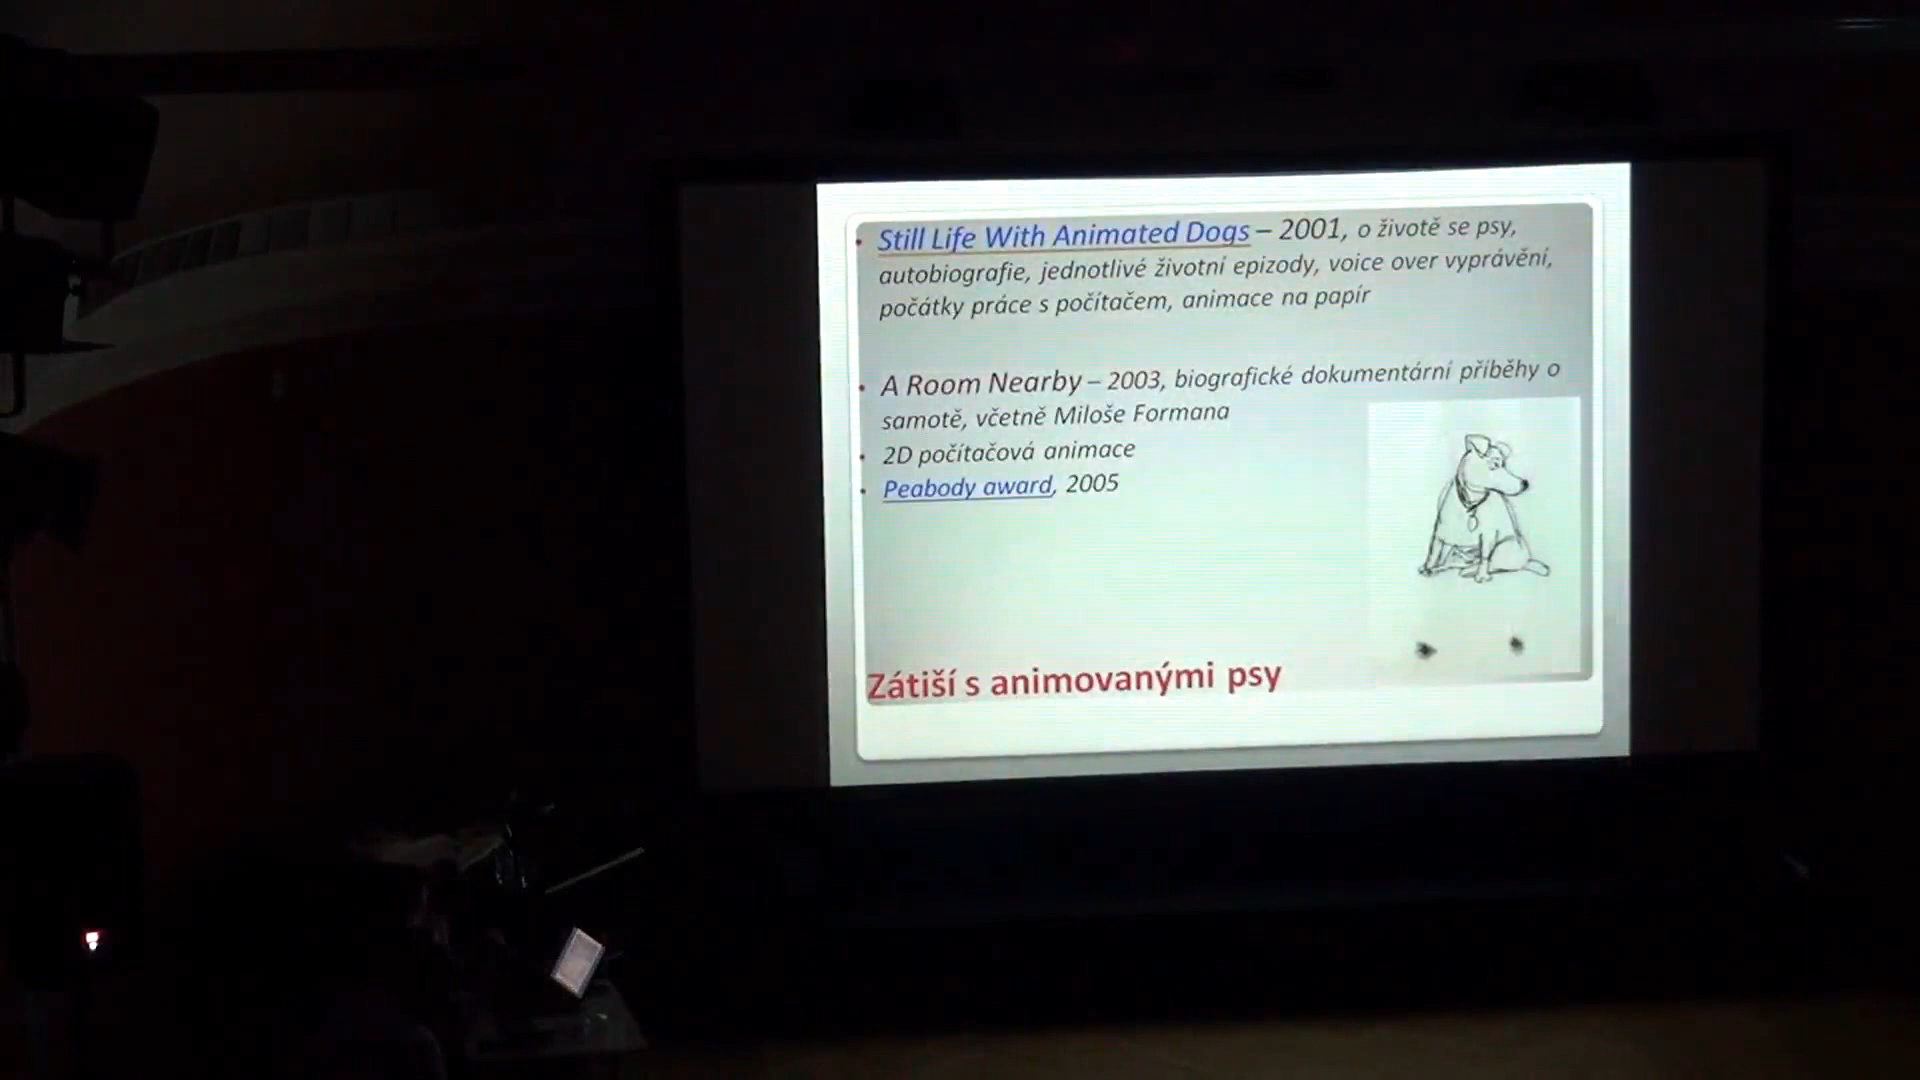 Still Life With Animated Dogs – 2001, o životě se psy,
autobiografie, jednotlivé životní epizody, voice over vyprávění,
počátky práce s počítačem, animace na papír
A Room Nearby – 2003, biografické dokumentární příběhy o
samotě, včetně Miloše Formana
2D počítačová animace
Peabody award, 2005
Zátiší s animovanými psy